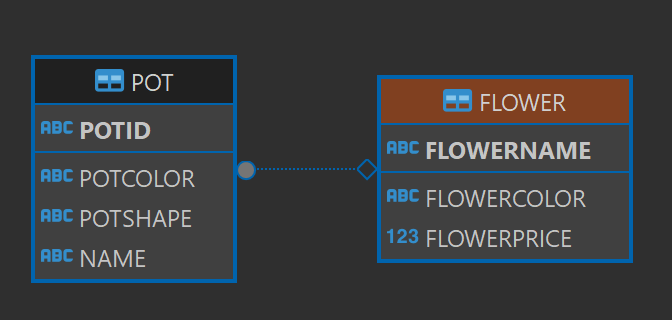 POT
ABC POTID
ABC POTCOLOR
ABC POTSHAPE
ABC NAME
FLOWER
ABC FLOWERNAME
ABC FLOWERCOLOR
123 FLOWERPRICE